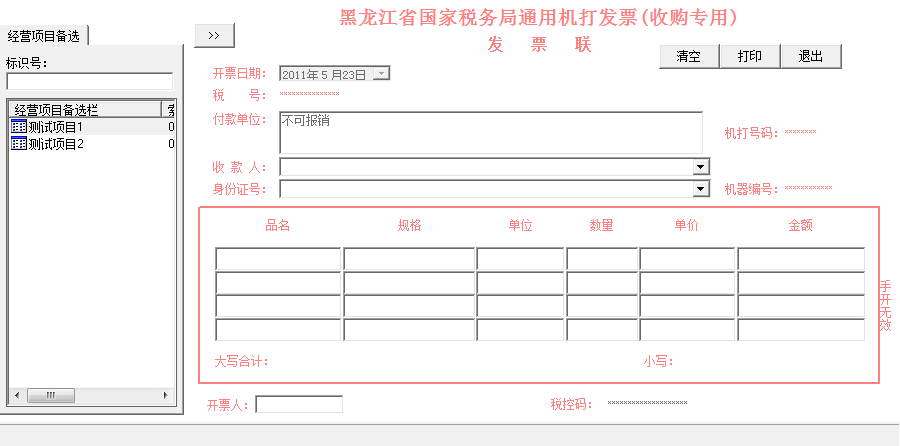 黑龙江省国家税务局通用机打发票(收购专用)
发 票 联
经营项目备选
>>
清空 打印 退出
标识号:
开票日期: 2011年 5 月23日
税 号: ***************
经营项目备选栏
测试项目1 0
测试项目2 0
付款单位: 不可报销
机打号码: ********
收 款 人:
身份证号:
机器编号: ************
品名 规格 单位 数量 单价 金额
手开无效
大写合计: 小写:
开票人:
税控码: ********************